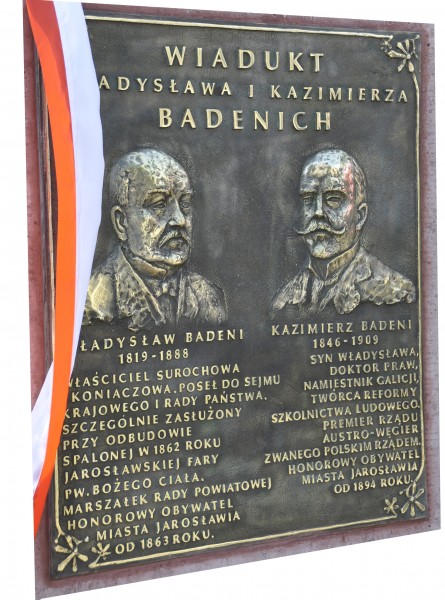 WIADUKT
ADYSŁAWA I KAZIMIERZA
BADENICH
ŁADYSŁAW BADENI
1819-1888
WŁAŚCICIEL SUROCHOWA
KONIACZOWA. POSEŁ DO SEJMU
KRAJOWEGO I RADY PAŃSTWA.
SZCZEGÓLNIE ZASŁUŻONY
PRZY ODBUDOWIE
SPALONEJ W 1862 ROKU
JAROSŁAWSKIEJ FARY
PW. BOŻEGO CIAŁA.
MARSZAŁEK RADY POWIATOWEJ
HONOROWY OBYWATEL
MIASTA JAROSŁAWIA
OD 1863 ROKU.
KAZIMIERZ BADENI
1846-1909
SYN WŁADYSŁAWA,
DOKTOR PRAW,
NAMIESTNIK GALICJI,
TWÓRCA REFORMY
SZKOLNICTWA LUDOWEGO.
PREMIER RZĄDU
AUSTRO-WĘGIER
ZWANEGO POLSKIM RZĄDEM.
HONOROWY OBYWATEL
MIASTA JAROSŁAWIA
OD 1894 ROKU.